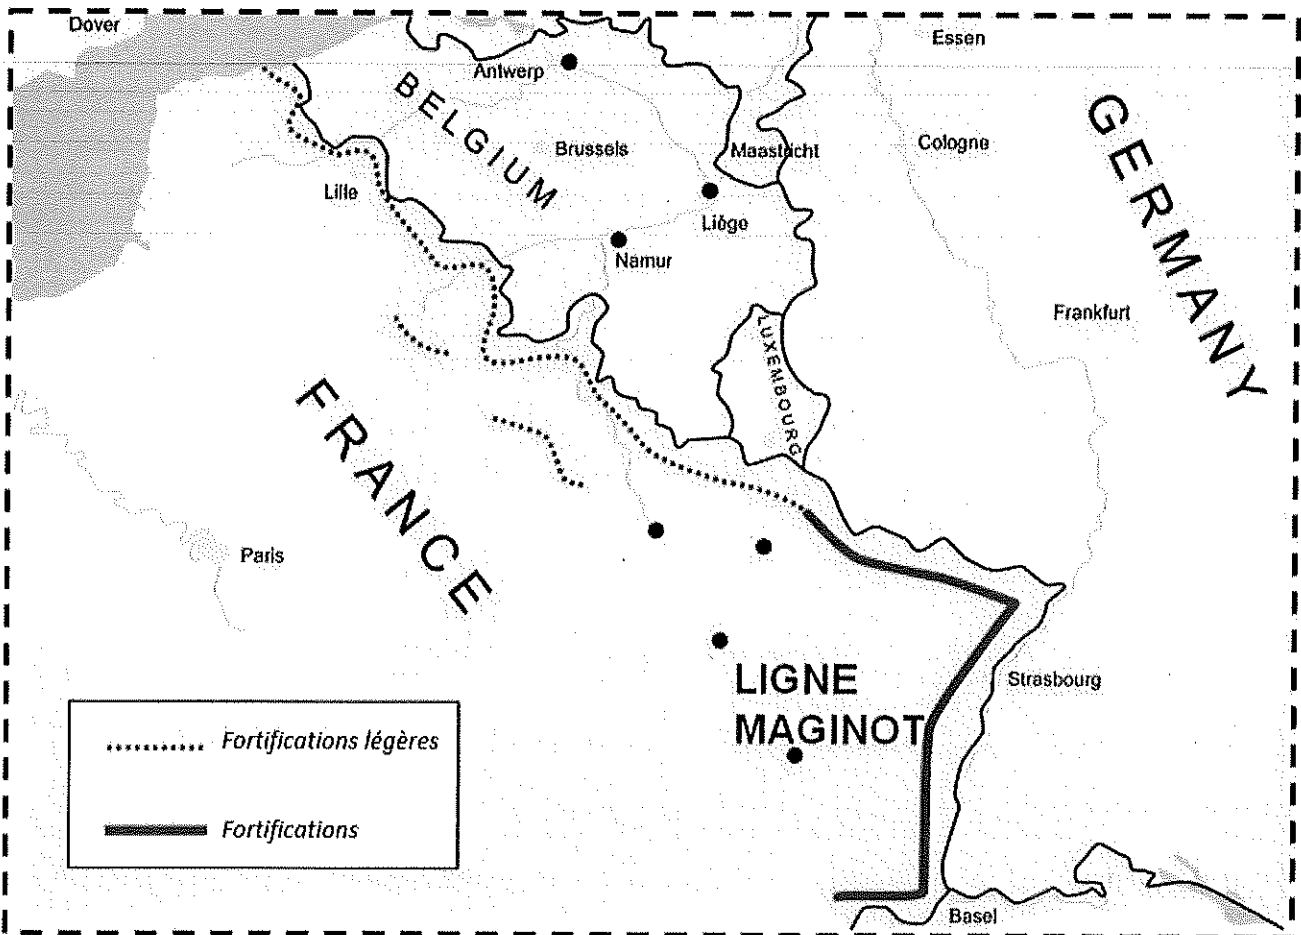 Dover
Essen
Antwerp
BELGIUM
GERMANY
Brussels
Maastricht
Cologne
Lille
Liége
Namur
Frankfurt
LUXEMBOURG
FRANCE
Paris
LIGNE
MAGINOT
Strasbourg
Fortifications légères
Fortifications
Basel